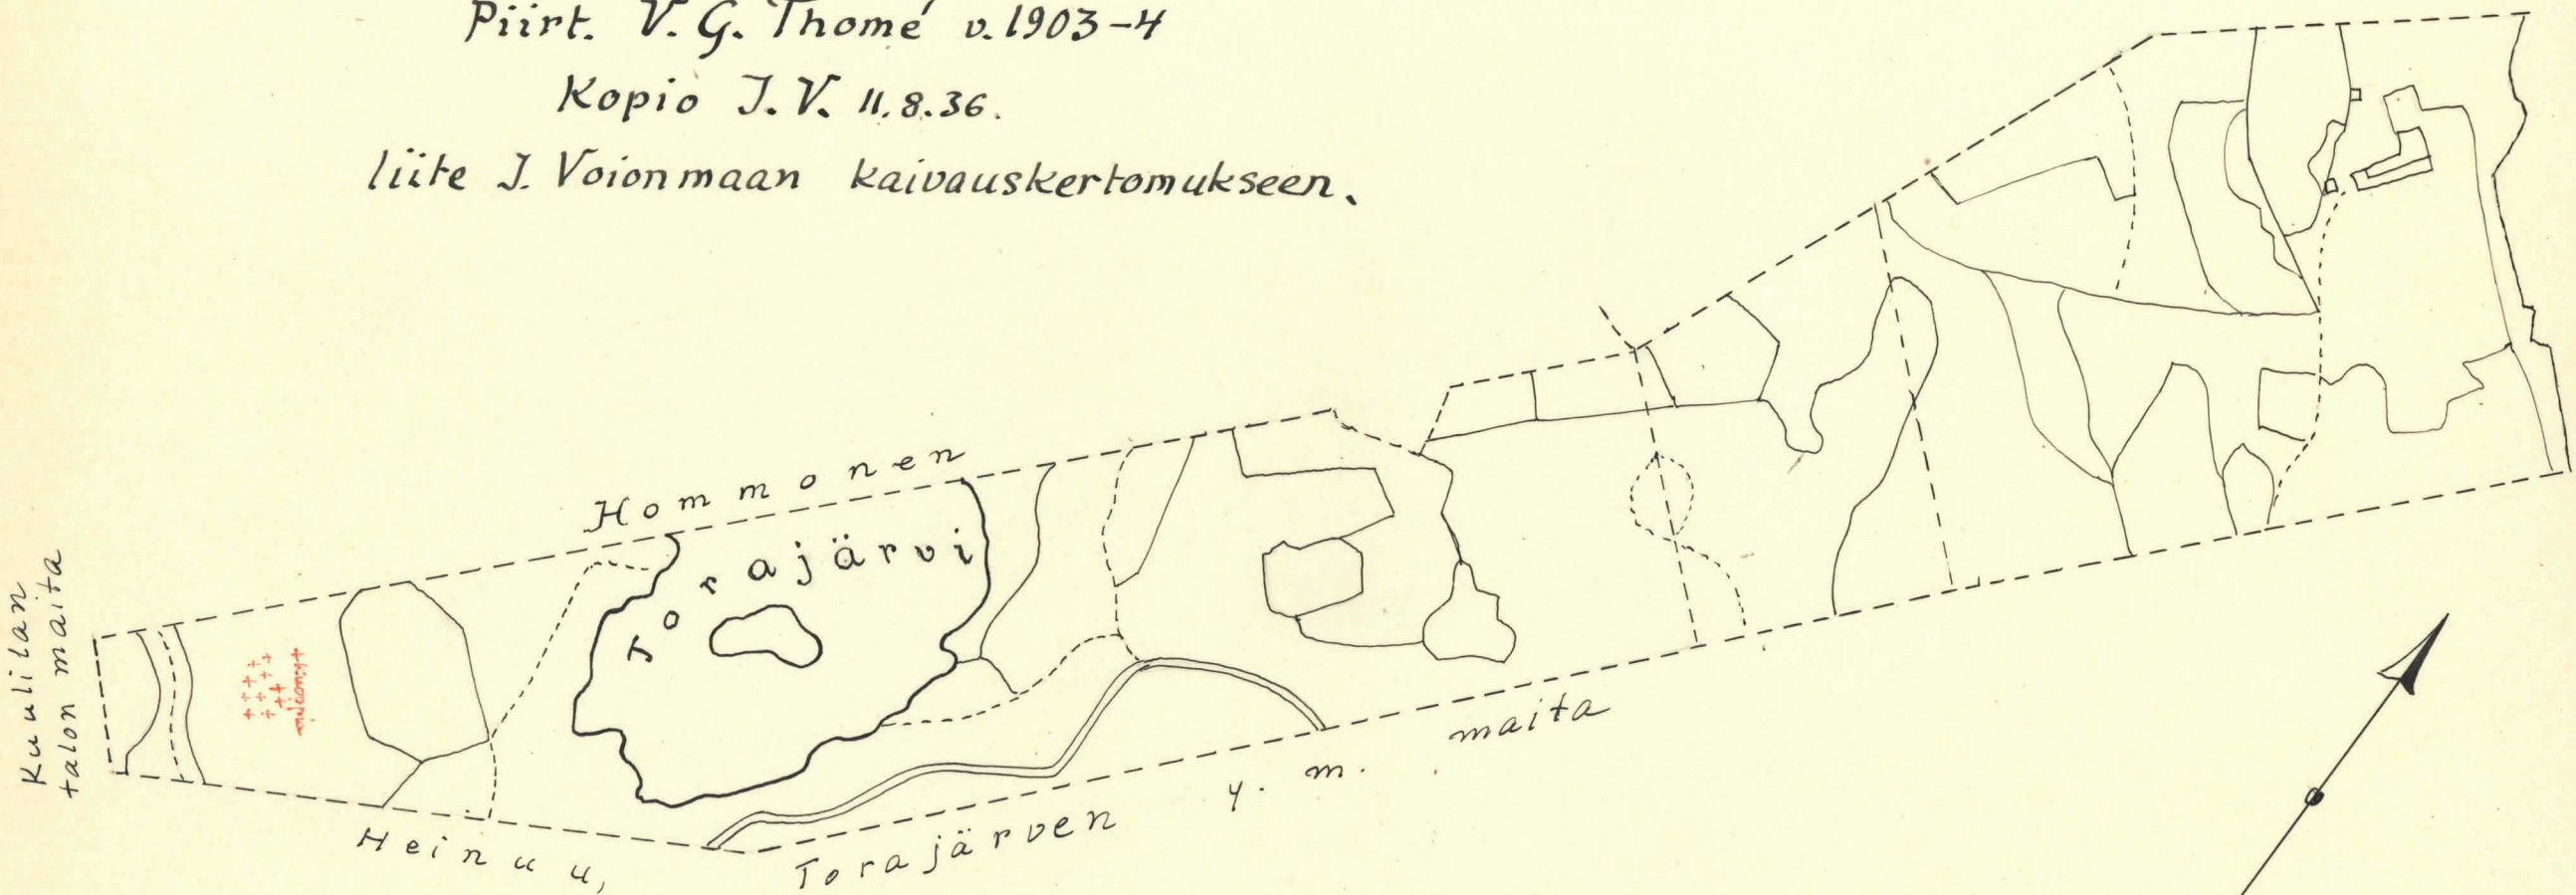 Piirt. V. G. Thomé v. 1903-4
Kopio J. V. 11.8.36.
liite J. Voionmaan kaivauskertomukseen.
Hommonen
Torajärvi
Kuulilan
talon maita
Heinuu,
Torajärven y. m. maita